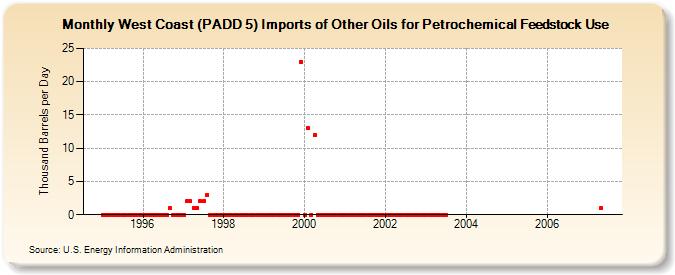 Monthly West Coast (PADD 5) Imports of Other Oils for Petrochemical Feedstock Use
Thousand Barrels per Day
25
20
15
10
5
0
1996 1998 2000 2002 2004 2006
Source: U.S. Energy Information Administration